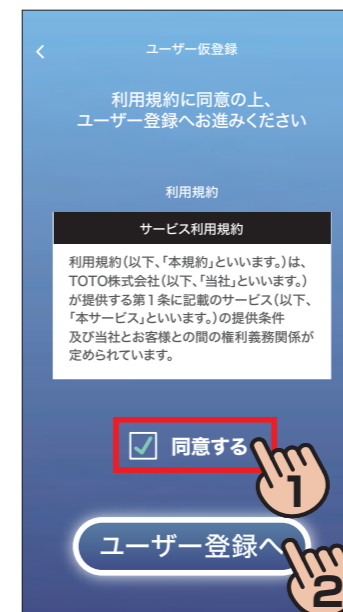 ユーザー仮登録
利用規約に同意の上、
ユーザー登録へお進みください
利用規約
サービス利用規約
利用規約(以下、「本規約」といいます。)は、
TOTO株式会社(以下、「当社」といいます。)
が提供する第1条に記載のサービス(以下、
「本サービス」といいます。)の提供条件
及び当社とお客様との間の権利義務関係が
定められています。
同意する
1
ユーザー登録へ
2